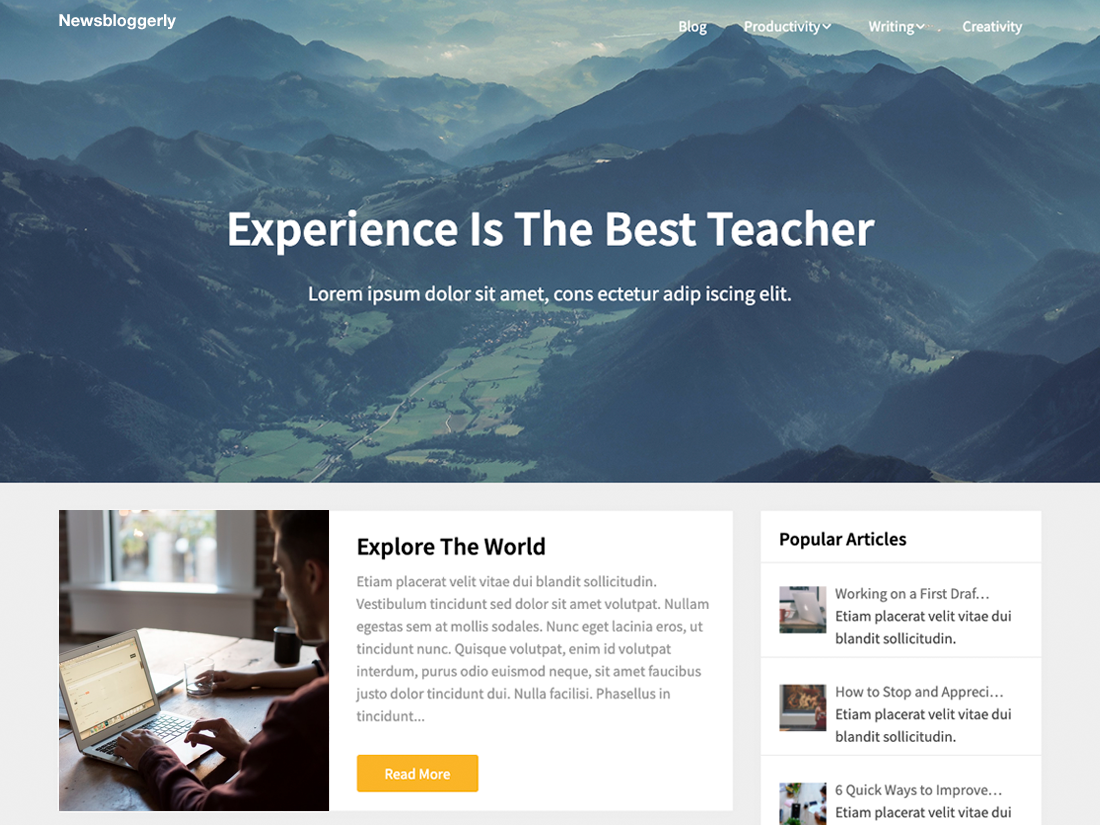 Newsbloggerly
Blog Productivity Writing Creativity
Experience Is The Best Teacher
Lorem ipsum dolor sit amet, cons ectetur adip iscing elit.
Explore The World
Etiam placerat velit vitae dui blandit sollicitudin.
Vestibulum tincidunt sed dolor sit amet volutpat. Nullam
egestas sem at mollis sodales. Nunc eget lacinia eros, ut
tincidunt nunc. Quisque volutpat, enim id volutpat
interdum, purus odio euismod neque, sit amet faucibus
justo dolor tincidunt dui. Nulla facilisi. Phasellus in
tincidunt...
Read More
Popular Articles
Working on a First Draf...
Etiam placerat velit vitae dui
blandit sollicitudin.
How to Stop and Appreci...
Etiam placerat velit vitae dui
blandit sollicitudin.
6 Quick Ways to Improve...
Etiam placerat velit vitae dui